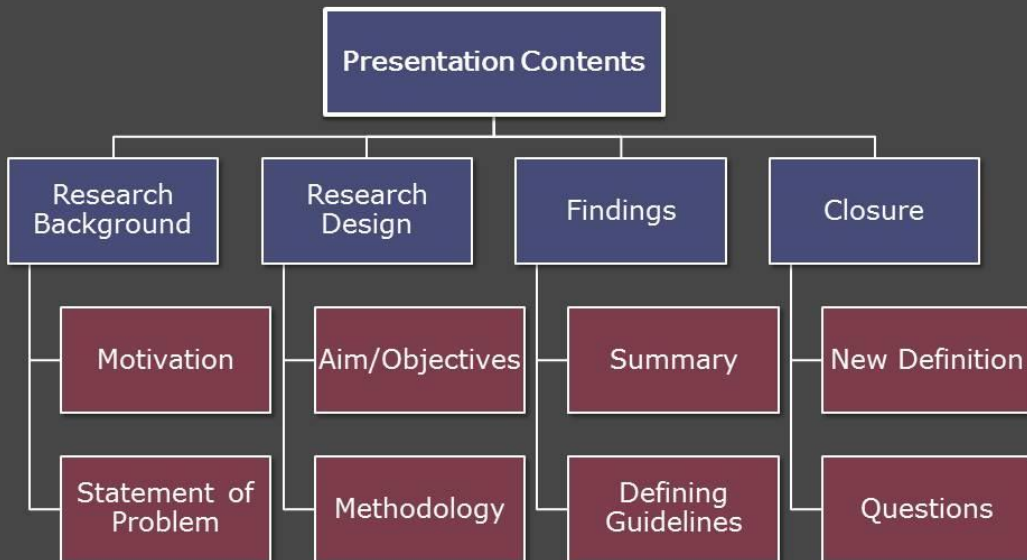 Presentation Contents
Research
Background
Research
Design
Findings
Closure
Motivation
Aim/Objectives
Summary
New Definition
Statement of
Problem
Methodology
Defining
Guidelines
Questions